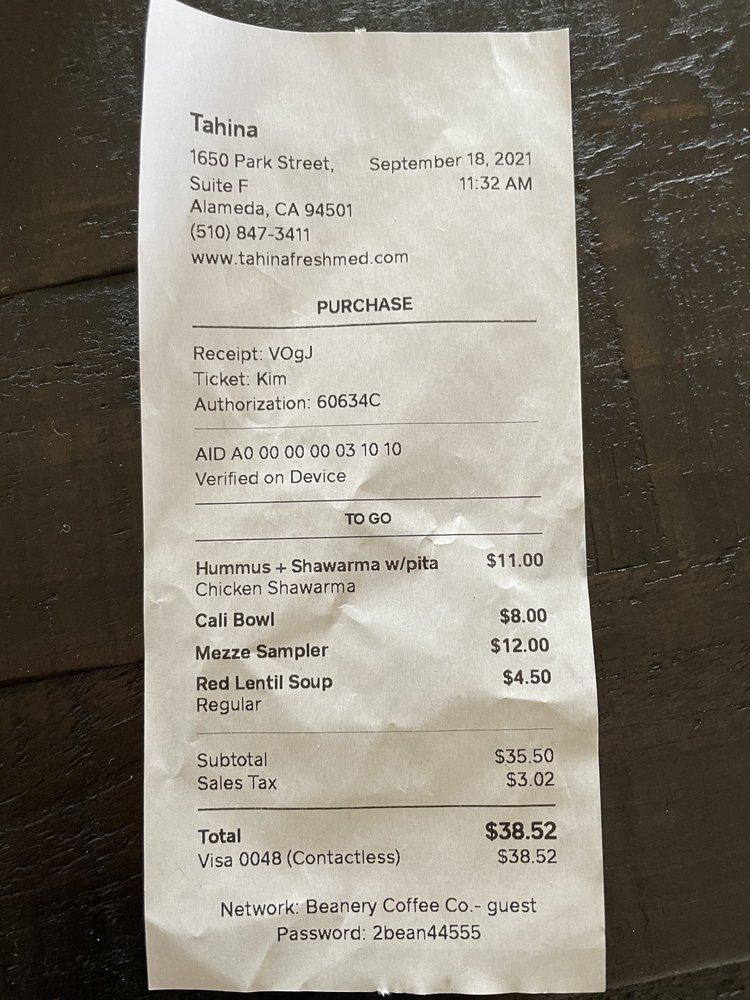 Tahina
1650 Park Street, September 18, 2021
Suite F 11:32 AM
Alameda, CA 94501
(510) 847-3411
www.tahinafreshmed.com
PURCHASE
Receipt: VOgJ
Ticket: Kim
Authorization: 60634C
AID A0 00 00 00 03 10 10
Verified on Device
TO GO
Hummus + Shawarma w/pita $11.00
Chicken Shawarma
Cali Bowl $8.00
Mezze Sampler $12.00
Red Lentil Soup $4.50
Regular
Subtotal $35.50
Sales Tax $3.02
Total $38.52
Visa 0048 (Contactless) $38.52
Network: Beanery Coffee Co.- guest
Password: 2bean44555